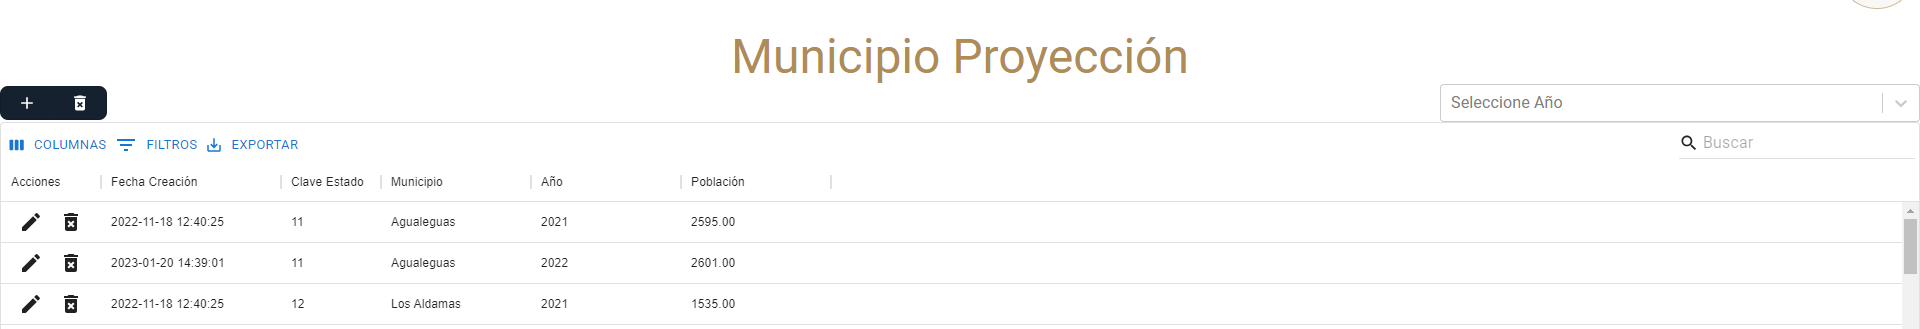 Municipio Proyección
Seleccione Año
COLUMNAS FILTROS EXPORTAR Buscar
Acciones Fecha Creación Clave Estado Municipio Año Población
2022-11-18 12:40:25 11 Agualeguas 2021 2595.00
2023-01-20 14:39:01 11 Agualeguas 2022 2601.00
2022-11-18 12:40:25 12 Los Aldamas 2021 1535.00